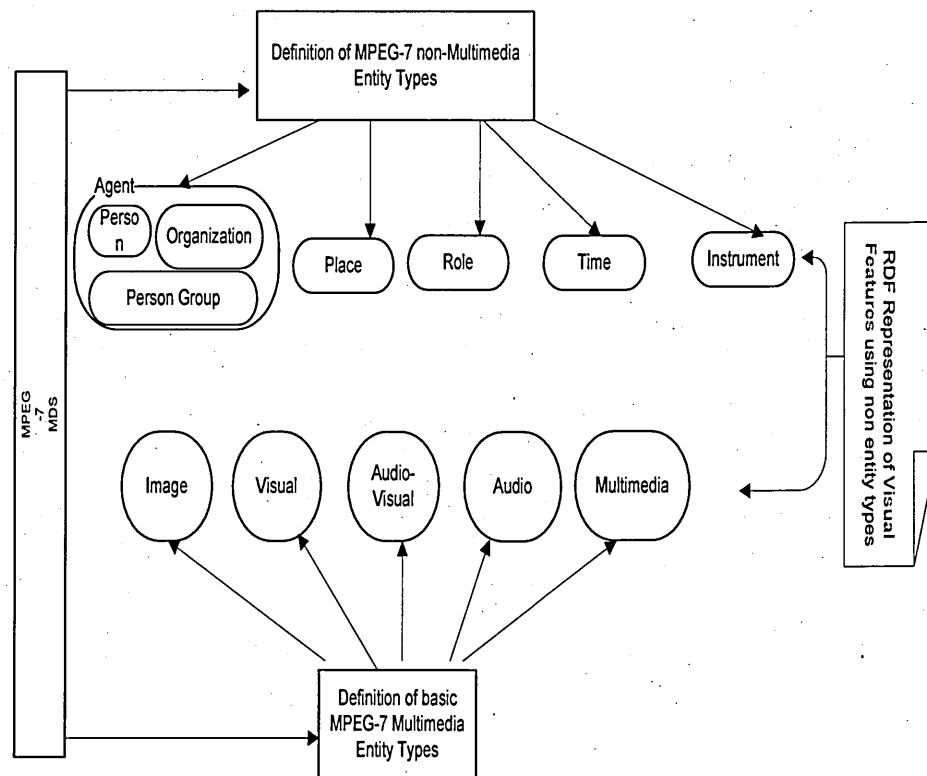 Definition of MPEG-7 non-Multimedia
Entity Types
Agent
Perso
n
Organization
Person Group
Place
Role
Time
Instrument
RDF Representation of Visual
Features using non entity types
MPEG
-7
MDS
Image
Visual
Audio-
Visual
Audio
Multimedia
Definition of basic
MPEG-7 Multimedia
Entity Types